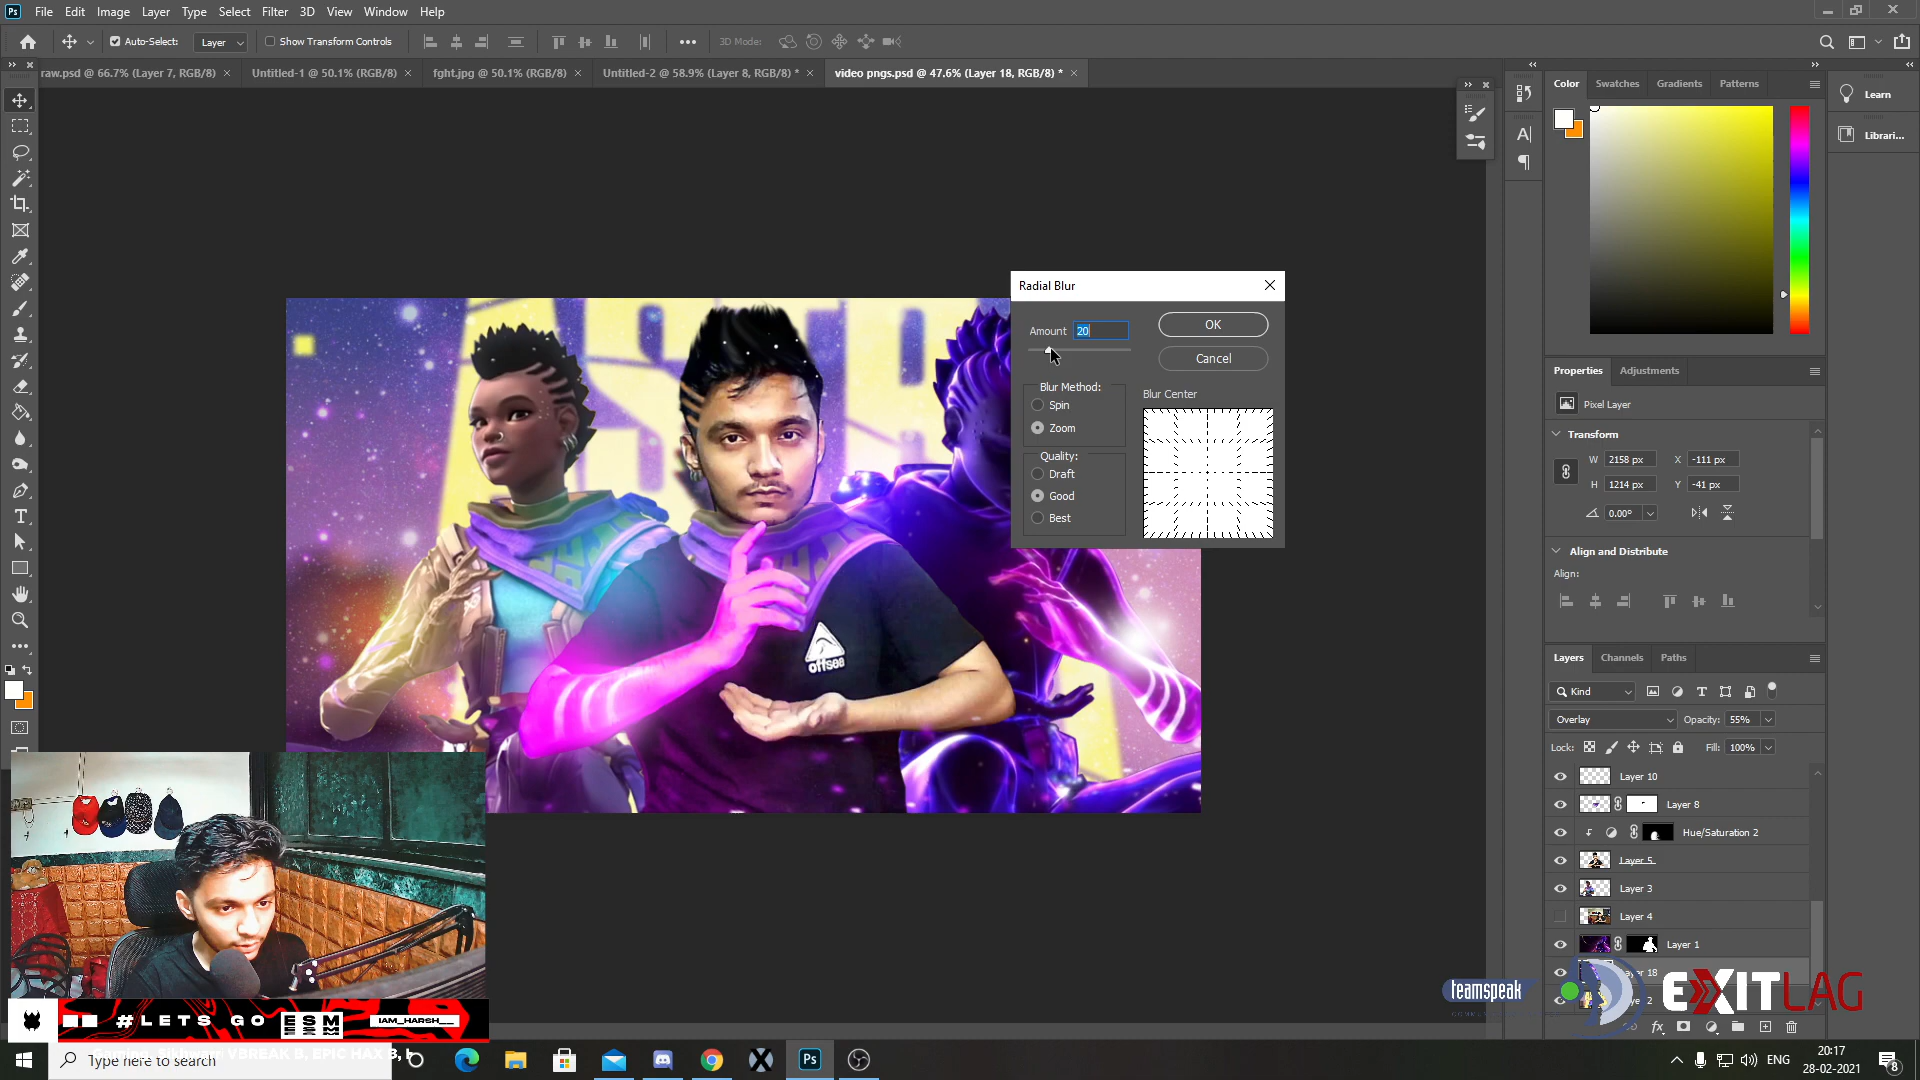 Ps File Edit Image Layer Type Select Filter 3D View Window Help
Auto-Select: Layer Show Transform Controls 3D Mode:
raw.psd @ 66.7% (Layer 7, RGB/8) Untitled-1 @ 50.1% (RGB/8) fght.jpg @ 50.1% (RGB/8) Untitled-2 @ 58.9% (Layer 8, RGB/8) * video pngs.psd @ 47.6% (Layer 18, RGB/8) *
Color Swatches Gradients Patterns
Learn
Librari...
Radial Blur
Amount 20
OK
Cancel
Blur Method:
Spin
Zoom
Quality:
Draft
Good
Best
Blur Center
Properties Adjustments
Pixel Layer
Transform
W 2158 px X -111 px
H 1214 px Y -41 px
0.00°
Align and Distribute
Align:
Layers Channels Paths
Kind
Overlay Opacity: 55%
Lock: Fill: 100%
Layer 10
Layer 8
Hue/Saturation 2
Layer 5
Layer 3
Layer 4
Layer 1
18
2
fx
offsee
teamspeak
EXITLAG
#LETS GO ESM IAM_HARSH__
Type here to search
Ps
ENG
20:17
28-02-2021
8